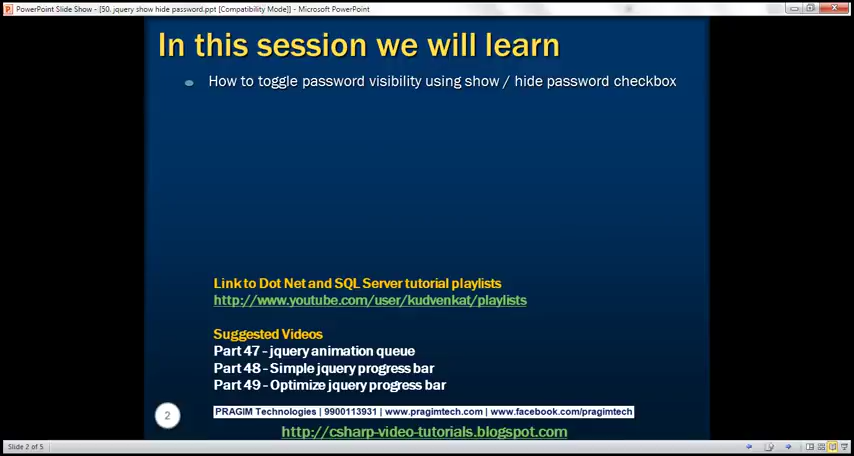 PowerPoint Slide Show - [50. jquery show hide password.ppt [Compatibility Mode]] - Microsoft PowerPoint
In this session we will learn
How to toggle password visibility using show / hide password checkbox
Link to Dot Net and SQL Server tutorial playlists
http://www.youtube.com/user/kudvenkat/playlists
Suggested Videos
Part 47 - jquery animation queue
Part 48 - Simple jquery progress bar
Part 49 - Optimize jquery progress bar
2
PRAGIM Technologies | 9900113931 | www.pragimtech.com | www.facebook.com/pragimtech
http://csharp-video-tutorials.blogspot.com
Slide 2 of 5